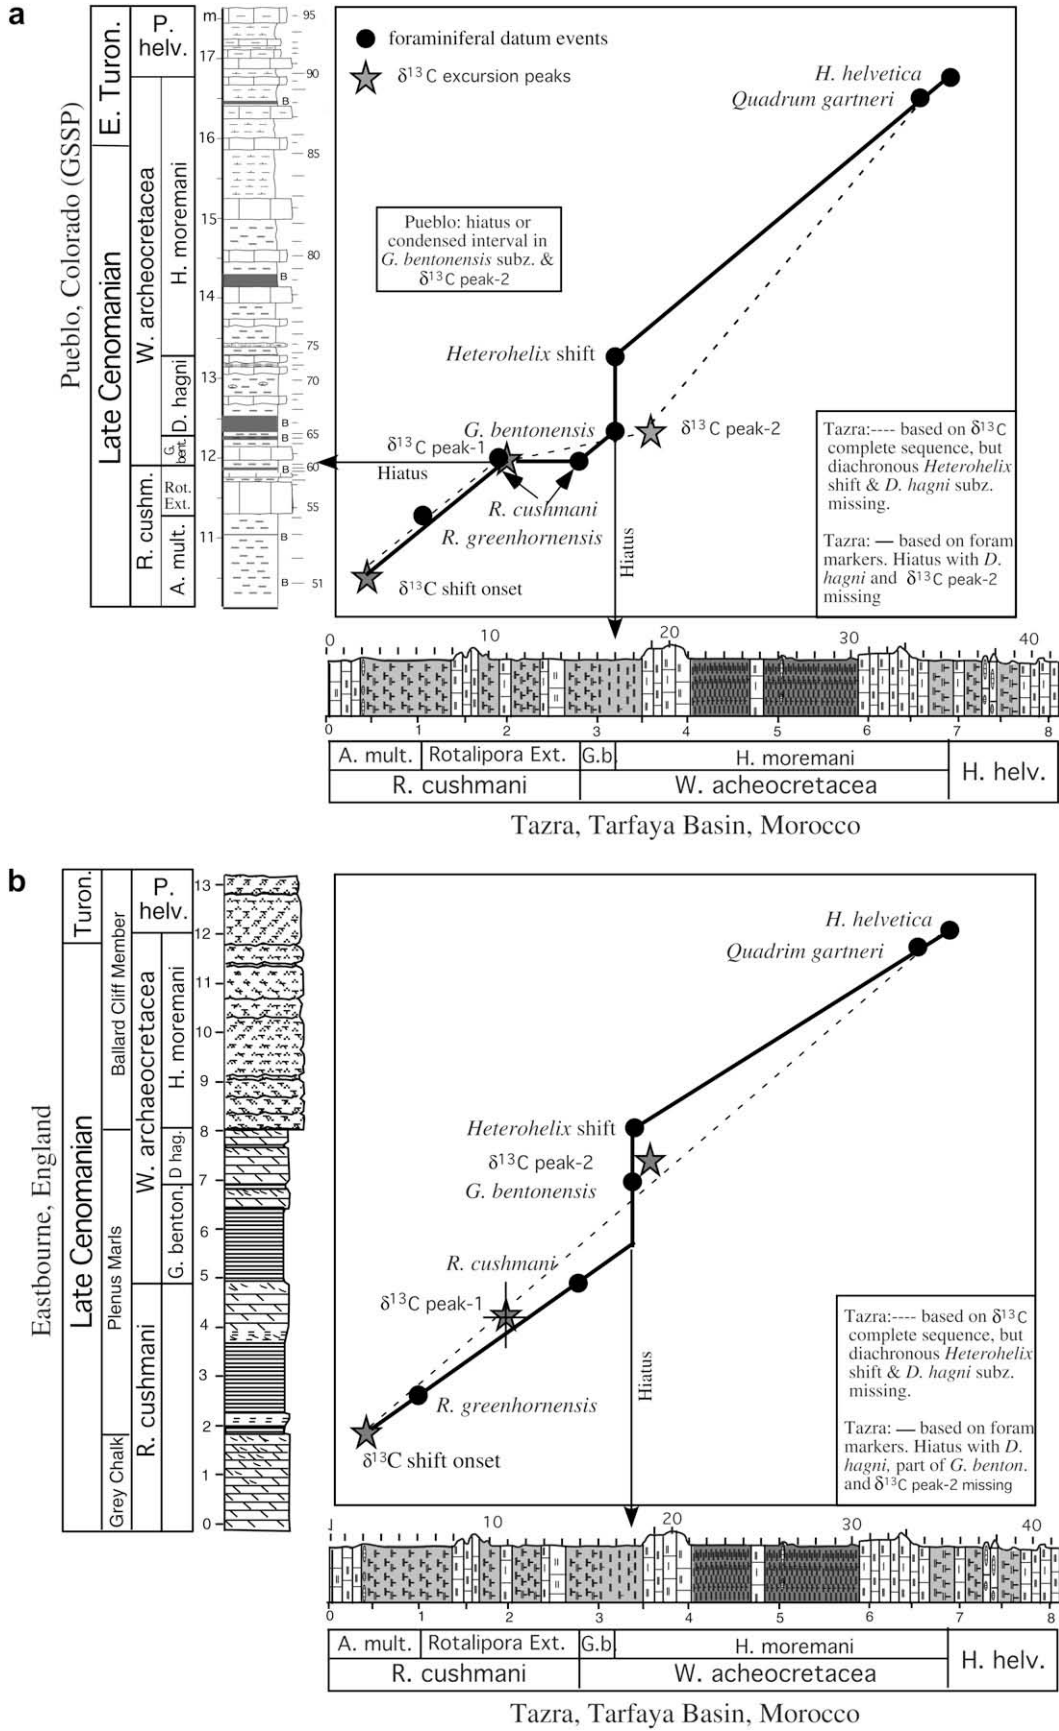 a
Pueblo, Colorado (GSSP)
E. Turon.
Late Cenomanian
P.
helv.
W. archeocretacea
H. moremani
D. hagni
G.
bent.
R. cushm.
Rot.
Ext.
A. mult.
m
17
16
15
14
13
12
11
95
90
B
85
80
B
75
70
B
65
B
60
B
55
B
B
51
foraminiferal datum events
δ13C excursion peaks
H. helvetica
Quadrum gartneri
Pueblo: hiatus or
condensed interval in
G. bentonensis subz. &
δ13C peak-2
Heterohelix shift
G. bentonensis
δ13C peak-2
δ13C peak-1
Hiatus
R. cushmani
R. greenhornensis
δ13C shift onset
Hiatus
Tazra:---- based on δ13C
complete sequence, but
diachronous Heterohelix
shift & D. hagni subz.
missing.
Tazra: — based on foram
markers. Hiatus with D.
hagni and δ13C peak-2
missing
0 10 20 30 40
0 1 2 3 4 5 6 7 8
A. mult. Rotalipora Ext. G.b. H. moremani
R. cushmani W. acheocretacea H. helv.
Tazra, Tarfaya Basin, Morocco
b
Eastbourne, England
Turon.
Late Cenomanian
Ballard Cliff Member
Plenus Marls
Grey Chalk
P.
helv.
W. archaeocretacea
R. cushmani
H. moremani
D hag.
G. benton.
13
12
11
10
9
8
7
6
5
4
3
2
1
0
H. helvetica
Quadrim gartneri
Heterohelix shift
δ13C peak-2
G. bentonensis
R. cushmani
δ13C peak-1
R. greenhornensis
δ13C shift onset
Hiatus
Tazra:---- based on δ13C
complete sequence, but
diachronous Heterohelix
shift & D. hagni subz.
missing.
Tazra: — based on foram
markers. Hiatus with D.
hagni, part of G. benton.
and δ13C peak-2 missing
10 20 30 40
0 1 2 3 4 5 6 7 8
A. mult. Rotalipora Ext. G.b. H. moremani
R. cushmani W. acheocretacea H. helv.
Tazra, Tarfaya Basin, Morocco